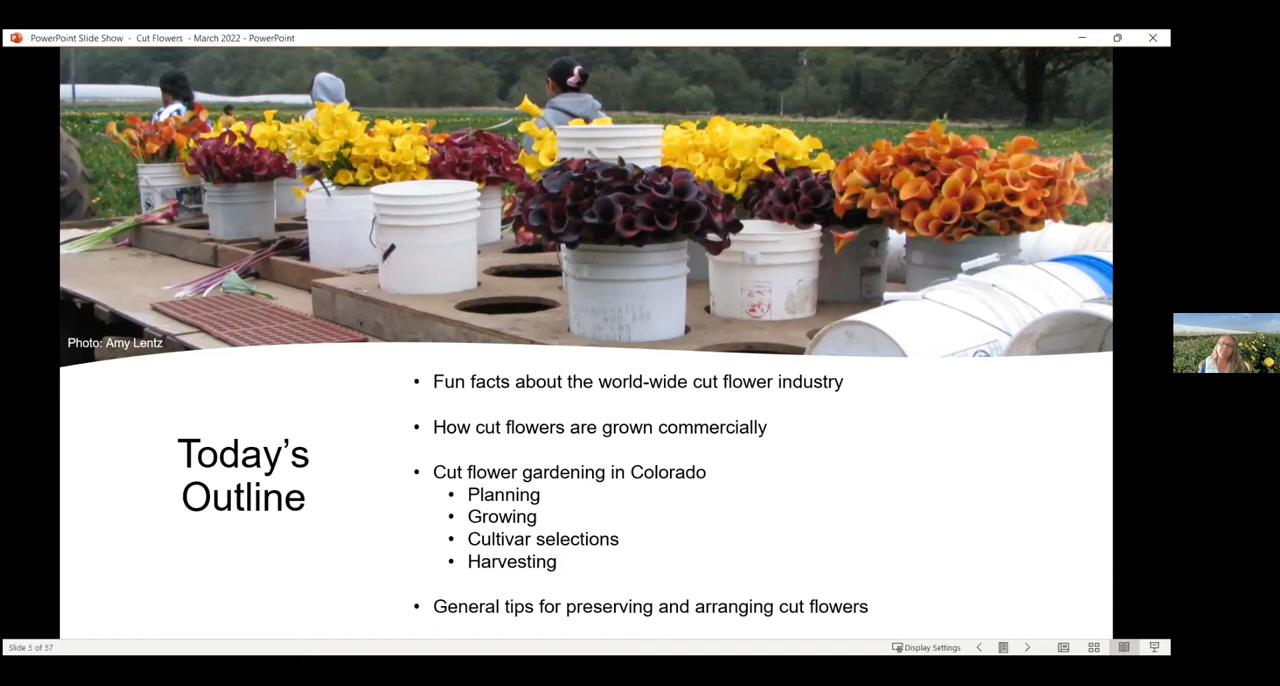 PowerPoint Slide Show - Cut Flowers - March 2022 - PowerPoint
Photo: Amy Lentz
Today's
Outline
• Fun facts about the world-wide cut flower industry
• How cut flowers are grown commercially
• Cut flower gardening in Colorado
• Planning
• Growing
• Cultivar selections
• Harvesting
• General tips for preserving and arranging cut flowers
Slide 5 of 57
Display Settings